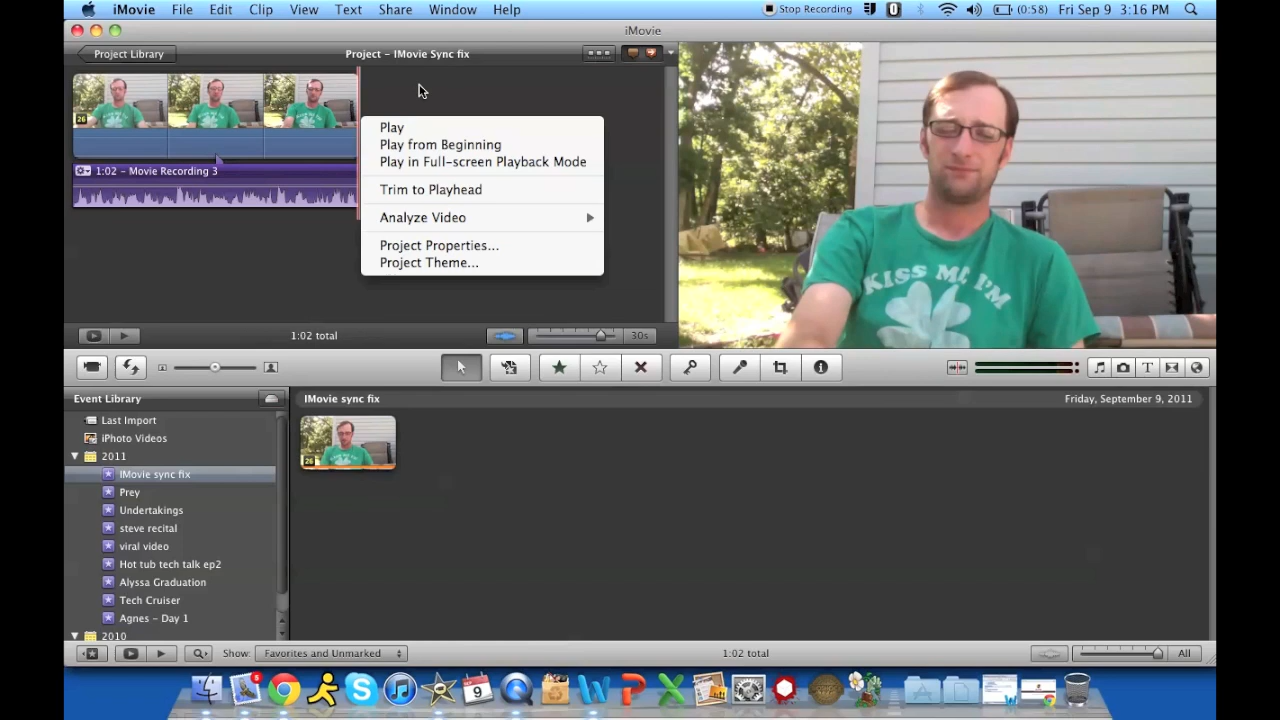 iMovie File Edit Clip View Text Share Window Help Stop Recording (0:58) Fri Sep 9 3:16 PM
iMovie
Project Library
Project - IMovie Sync fix
26
1:02 - Movie Recording 3
Play
Play from Beginning
Play in Full-screen Playback Mode
Trim to Playhead
Analyze Video
Project Properties...
Project Theme...
KISS ME I'M
1:02 total
30s
Event Library
Last Import
iPhoto Videos
2011
IMovie sync fix
Prey
Undertakings
steve recital
viral video
Hot tub tech talk ep2
Alyssa Graduation
Tech Cruiser
Agnes - Day 1
2010
IMovie sync fix
Friday, September 9, 2011
26
Show: Favorites and Unmarked
1:02 total
All
5
9